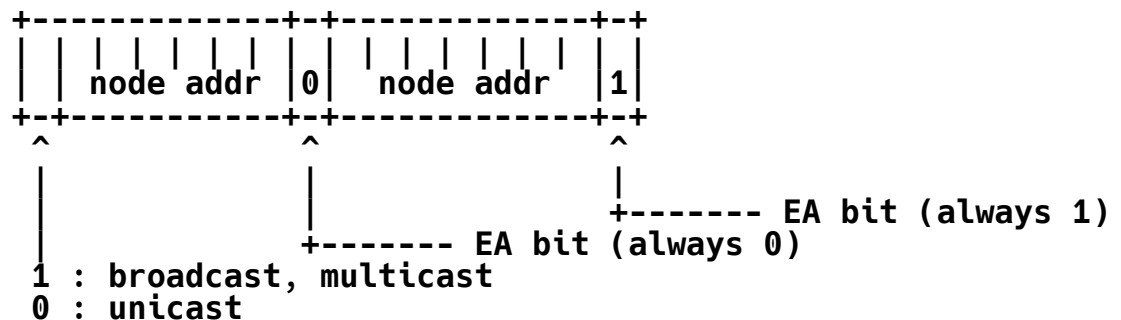 +-------------+-+-------------+-+
| | | | | | | | | | | | | | | | |
| | node addr |0| node addr |1|
+-+-----------+-+-------------+-+
^ ^ ^
| | |
| | +------- EA bit (always 1)
| +------- EA bit (always 0)
1 : broadcast, multicast
0 : unicast